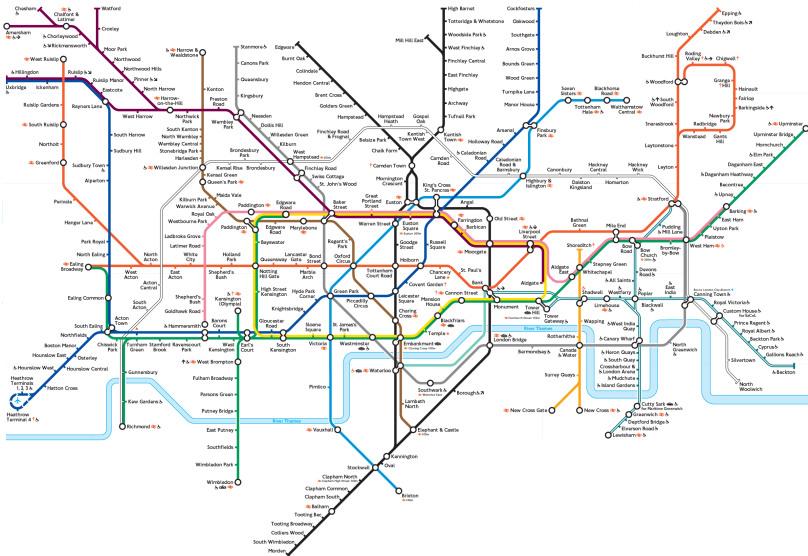 Chesham
Chalfont &
Latimer
Watford
Croxley
Amersham
Chorleywood
Rickmansworth
Moor Park
Northwood
Northwood Hills
Pinner
North Harrow
Harrow-
on-the-Hill
West Ruislip
Hillingdon
Uxbridge
Ickenham
Ruislip
Ruislip Manor
Eastcote
Rayners Lane
West Harrow
Ruislip Gardens
South Ruislip
Northolt
Greenford
Perivale
Hanger Lane
South Harrow
Sudbury Hill
Sudbury Town
Alperton
Park Royal
North Ealing
Ealing
Broadway
West
Acton
North
Acton
East
Acton
Ealing Common
South Ealing
Northfields
Boston Manor
Hounslow East
Osterley
Hounslow
Central
Hounslow West
Hatton Cross
Heathrow
Terminals
1, 2, 3
Heathrow
Terminal 4
Acton
Town
South
Acton
Acton
Central
Chiswick
Park
Turnham
Green
Stamford
Brook
Ravenscourt
Park
West
Kensington
Gunnersbury
Kew Gardens
Richmond
Harrow &
Wealdstone
Kenton
Preston
Road
Northwick Park
South Kenton
North Wembley
Wembley Central
Stonebridge Park
Harlesden
Willesden Junction
Kensal Rise
Brondesbury
Park
Brondesbury
Kensal Green
Queen's Park
Kilburn Park
Maida Vale
Warwick Avenue
Royal Oak
Westbourne Park
Ladbroke Grove
Latimer Road
White
City
Shepherd's
Bush
Goldhawk Road
Hammersmith
Barons
Court
Holland
Park
Shepherd's
Bush
Kensington
(Olympia)
Stanmore
Canons Park
Queensbury
Kingsbury
Wembley
Park
Neasden
Dollis Hill
Willesden Green
Kilburn
West
Hampstead
Finchley Road
Swiss Cottage
St. John's Wood
Finchley Road
& Frognal
Edgware
Burnt Oak
Colindale
Hendon Central
Brent Cross
Golders Green
Hampstead
Belsize Park
Chalk Farm
Camden Town
Mornington
Crescent
Hampstead
Heath
Gospel
Oak
Kentish
Town West
Kentish
Town
Camden
Road
High Barnet
Totteridge & Whetstone
Woodside Park
Mill Hill East
West Finchley
Finchley Central
East Finchley
Highgate
Archway
Tufnell Park
Cockfosters
Oakwood
Southgate
Arnos Grove
Bounds Green
Wood Green
Turnpike Lane
Manor House
Arsenal
Holloway Road
Caledonian
Road
Caledonian
Road &
Barnsbury
Finsbury
Park
Seven
Sisters
Tottenham
Hale
Blackhorse
Road
Walthamstow
Central
Highbury &
Islington
Canonbury
Dalston
Kingsland
Hackney
Central
Homerton
Hackney
Wick
Epping
Theydon Bois
Debden
Loughton
Buckhurst Hill
Roding
Valley
Chigwell
Grange
Hill
Hainault
Fairlop
Barkingside
Newbury
Park
Gants
Hill
Redbridge
Wanstead
Woodford
South
Woodford
Snaresbrook
Leytonstone
Leyton
Stratford
Upminster
Upminster Bridge
Hornchurch
Elm Park
Dagenham East
Dagenham Heathway
Becontree
Upney
Barking
East Ham
Upton Park
Plaistow
West Ham
Pudding
Mill Lane
Bow
Road
Bow
Church
Bromley-
by-Bow
Mile End
Bethnal
Green
Devons
Road
Stepney Green
Whitechapel
Shoreditch
Aldgate
East
Aldgate
Liverpool
Street
Old Street
Moorgate
Barbican
Farringdon
Angel
King's Cross
St. Pancras
Euston
Euston
Square
Warren Street
Great
Portland
Street
Baker
Street
Regent's
Park
Edgware
Road
Marylebone
Paddington
Paddington
Bayswater
Queensway
Notting
Hill Gate
Lancaster
Gate
Marble
Arch
Bond
Street
Oxford
Circus
Goodge
Street
Tottenham
Court Road
Russell
Square
Holborn
Chancery
Lane
St. Paul's
Bank
Covent Garden
Leicester
Square
Piccadilly
Circus
Green Park
Hyde Park
Corner
Knightsbridge
High Street
Kensington
Gloucester
Road
Earl's
Court
South
Kensington
Sloane
Square
Victoria
St. James's
Park
Westminster
Charing
Cross
Embankment
Temple
Blackfriars
Mansion
House
Cannon Street
Monument
Tower
Hill
Tower
Gateway
Waterloo
Southwark
London Bridge
Borough
Lambeth
North
Elephant & Castle
Kennington
Oval
Stockwell
Pimlico
Vauxhall
Brixton
Clapham North
Clapham Common
Clapham South
Balham
Tooting Bec
Tooting Broadway
Colliers Wood
South Wimbledon
Morden
West Brompton
Fulham Broadway
Parsons Green
Putney Bridge
East Putney
Southfields
Wimbledon Park
Wimbledon
River Thames
River Thames
Bermondsey
Canada
Water
Rotherhithe
Wapping
Shadwell
Surrey Quays
New Cross Gate
New Cross
Limehouse
Westferry
Poplar
All Saints
Blackwall
East
India
Canning Town
Royal Victoria
Custom House
Prince Regent
Royal Albert
Beckton Park
Cyprus
Gallions Reach
Beckton
Silvertown
North
Woolwich
North
Greenwich
West India
Quay
Canary Wharf
Heron Quays
South Quay
Crossharbour &
London Arena
Mudchute
Island Gardens
Cutty Sark
for Maritime Greenwich
Greenwich
Deptford Bridge
Elverson Road
Lewisham